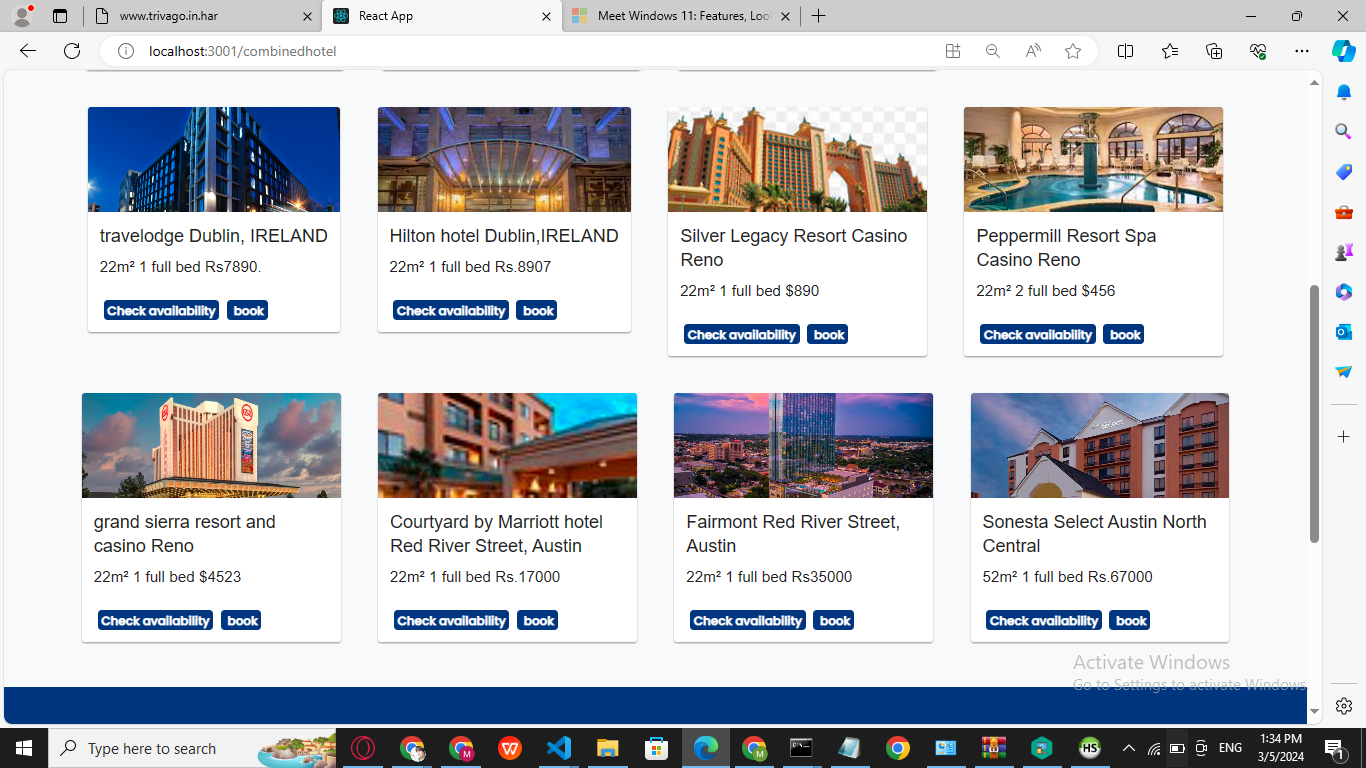 www.trivago.in.har
React App
Meet Windows 11: Features, Loo
localhost:3001/combinedhotel
travelodge Dublin, IRELAND
22m² 1 full bed Rs7890.
Check availability book
Hilton hotel Dublin,IRELAND
22m² 1 full bed Rs.8907
Check availability book
Silver Legacy Resort Casino
Reno
22m² 1 full bed $890
Check availability book
Peppermill Resort Spa
Casino Reno
22m² 2 full bed $456
Check availability book
grand sierra resort and
casino Reno
22m² 1 full bed $4523
Check availability book
Courtyard by Marriott hotel
Red River Street, Austin
22m² 1 full bed Rs.17000
Check availability book
Fairmont Red River Street,
Austin
22m² 1 full bed Rs35000
Check availability book
Sonesta Select Austin North
Central
52m² 1 full bed Rs.67000
Check availability book
Activate Windows
Go to Settings to activate Windows.
Type here to search
HS
ENG
1:34 PM
3/5/2024
1